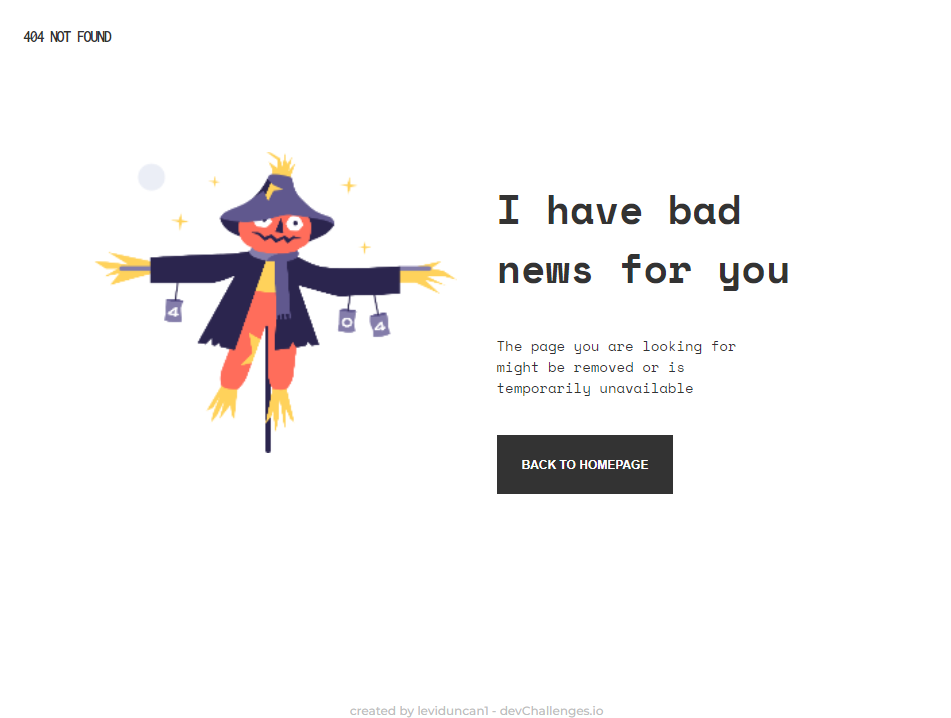 404 NOT FOUND
4
0
4
I have bad
news for you
The page you are looking for
might be removed or is
temporarily unavailable
BACK TO HOMEPAGE
created by leviduncan1 - devChallenges.io